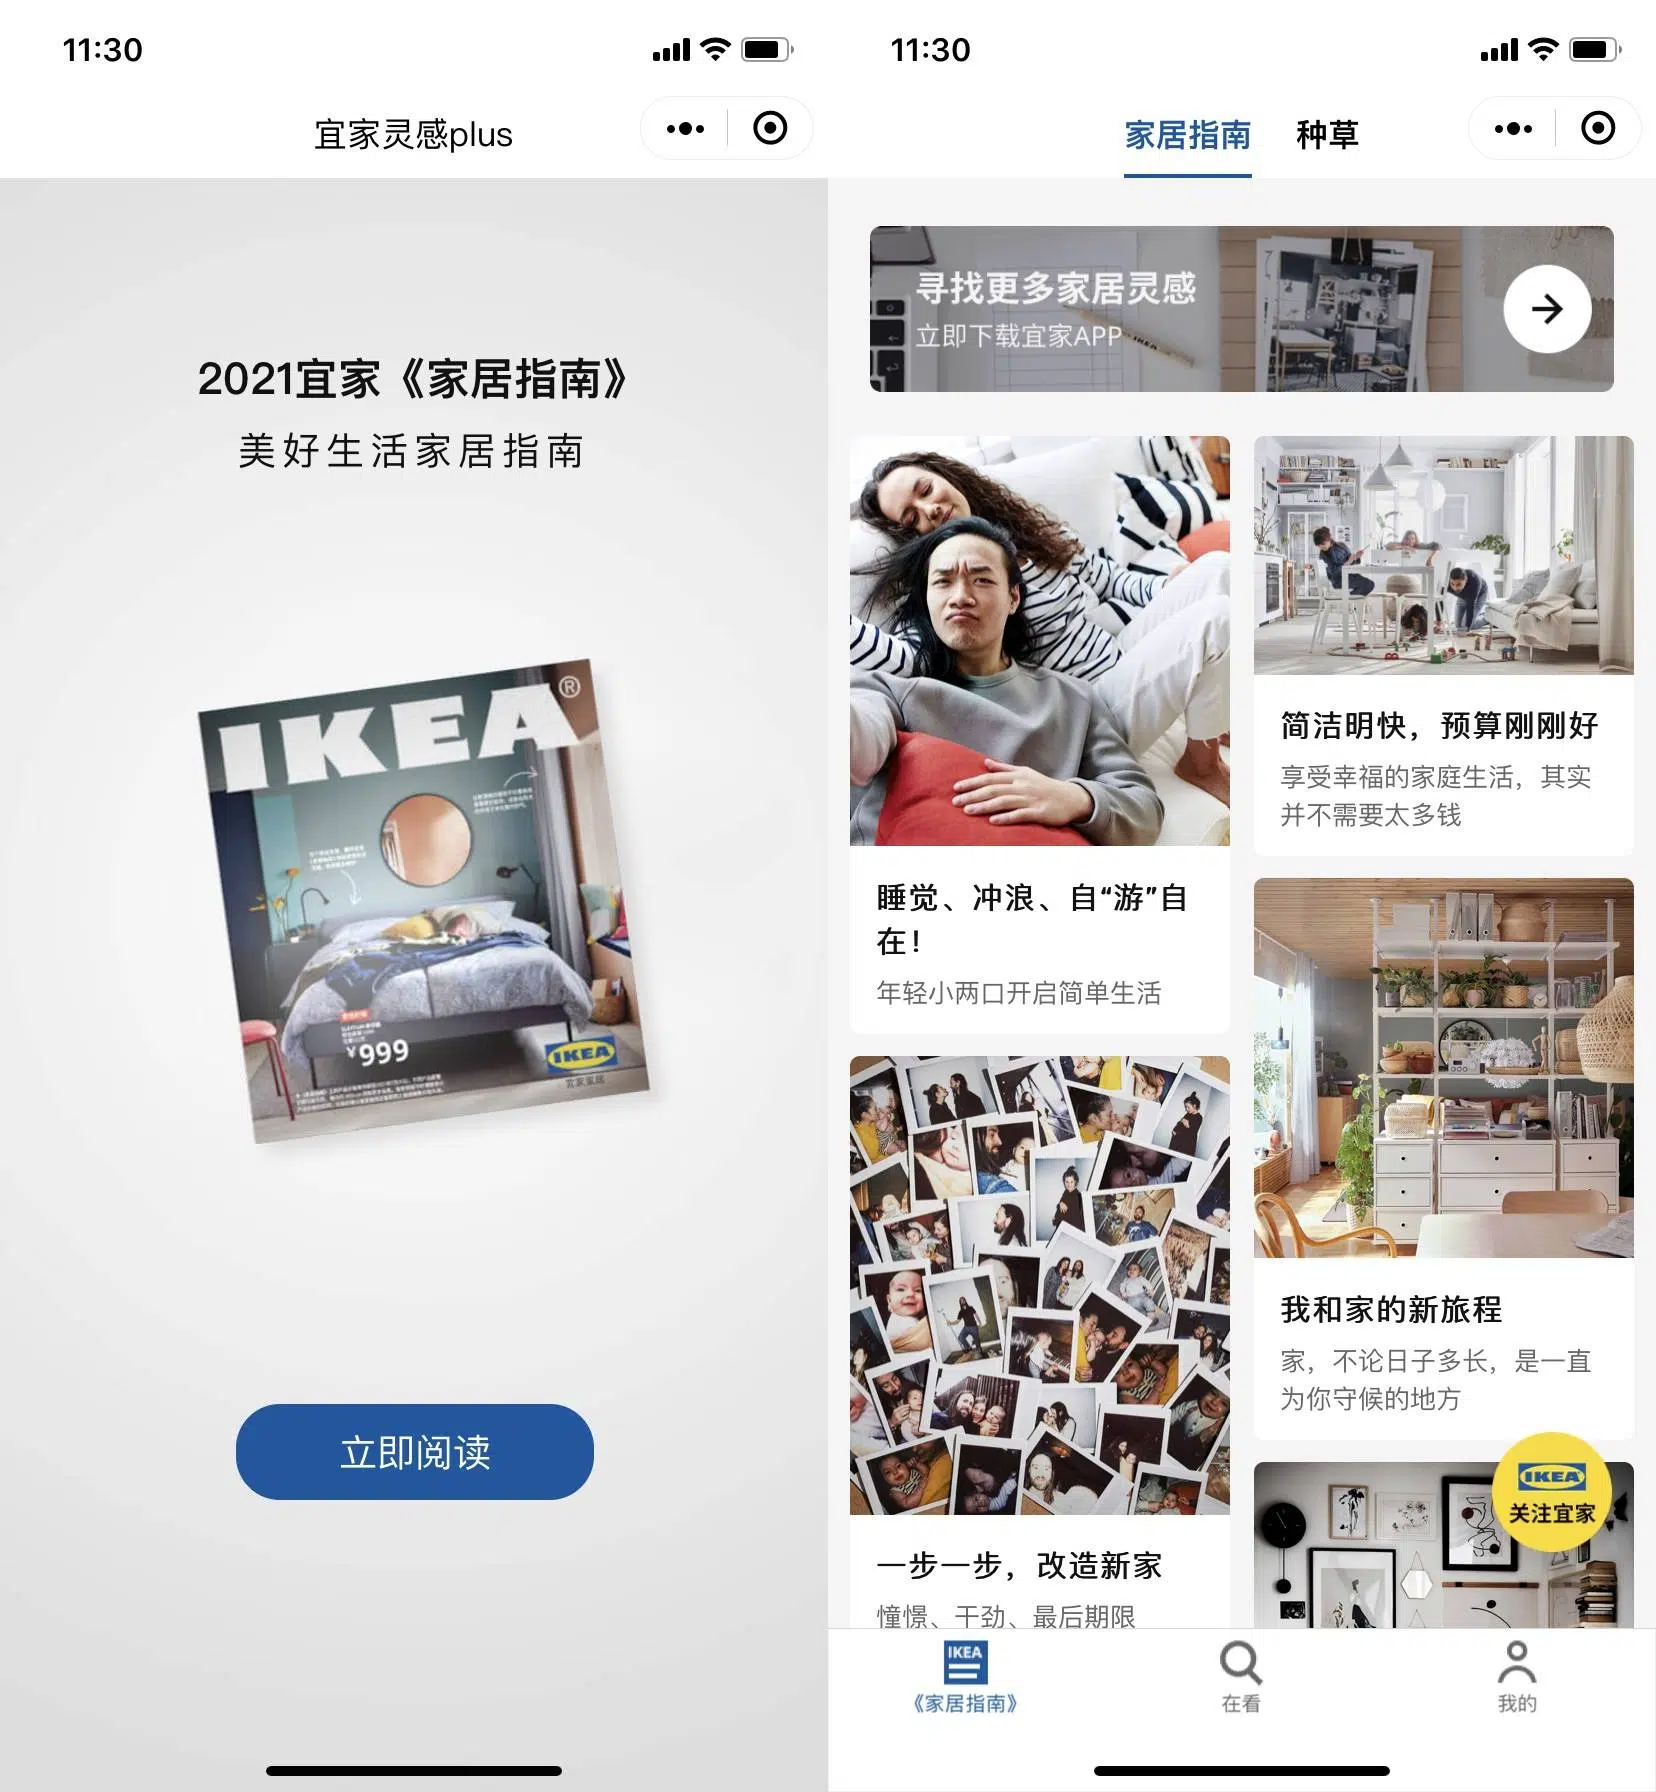 11:30
宜家灵感plus
2021宜家《家居指南》
美好生活家居指南
IKEA®
¥999
IKEA
宜家家居
立即阅读
11:30
家居指南
种草
寻找更多家居灵感
立即下载宜家APP
IKEA
睡觉、冲浪、自“游”自
在！
年轻小两口开启简单生活
简洁明快，预算刚刚好
享受幸福的家庭生活，其实
并不需要太多钱
我和家的新旅程
家，不论日子多长，是一直
为你守候的地方
一步一步，改造新家
憧憬、干劲、最后期限
IKEA
关注宜家
IKEA
《家居指南》
在看
我的